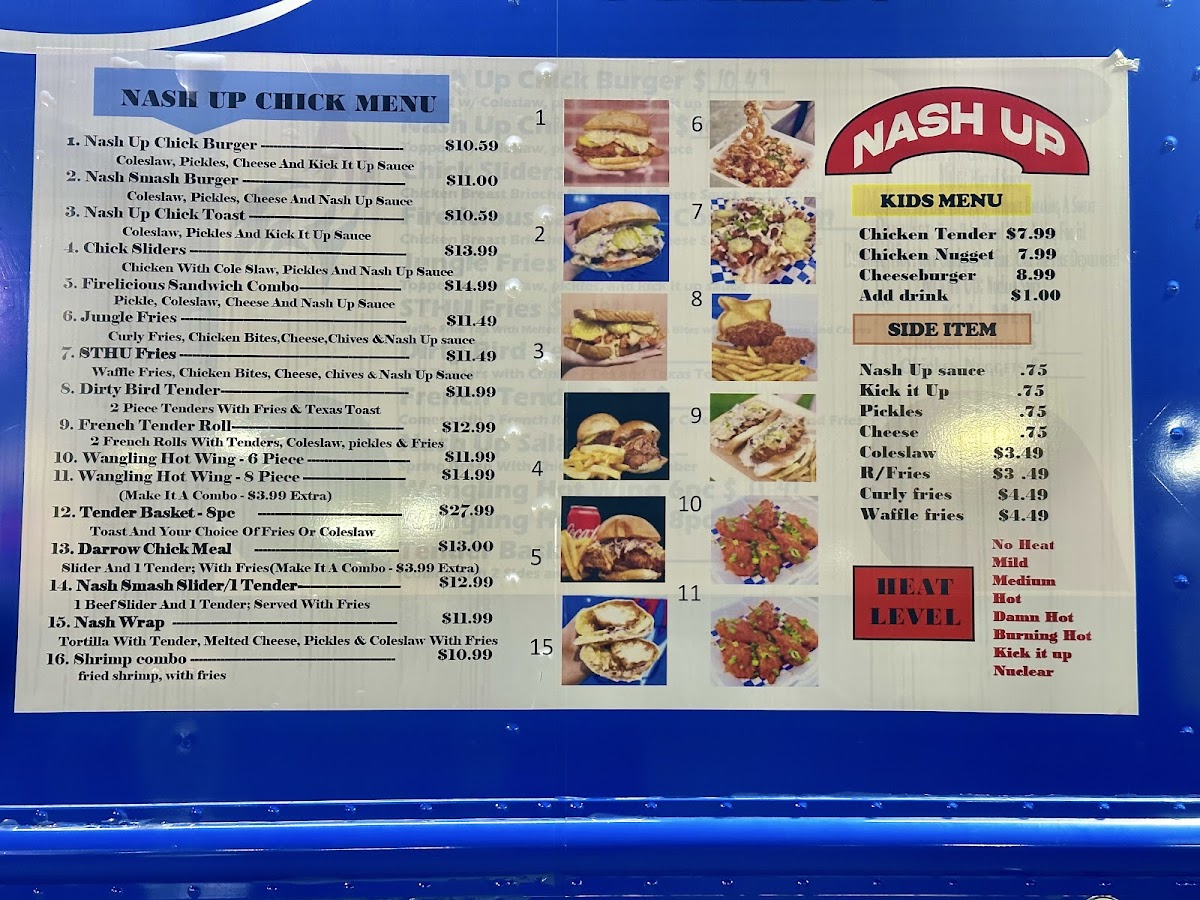 NASH UP CHICK MENU
1. Nash Up Chick Burger $10.59
Coleslaw, Pickles, Cheese And Kick It Up Sauce
2. Nash Smash Burger $11.00
Coleslaw, Pickles, Cheese And Nash Up Sauce
3. Nash Up Chick Toast $10.59
Coleslaw, Pickles And Kick It Up Sauce
4. Chick Sliders $13.99
Chicken With Cole Slaw, Pickles And Nash Up Sauce
5. Firelicious Sandwich Combo $14.99
Pickle, Coleslaw, Cheese And Nash Up Sauce
6. Jungle Fries $11.49
Curly Fries, Chicken Bites,Cheese,Chives &Nash Up sauce
7. STHU Fries $11.49
Waffle Fries, Chicken Bites, Cheese, chives & Nash Up Sauce
8. Dirty Bird Tender $11.99
2 Piece Tenders With Fries & Texas Toast
9. French Tender Roll $12.99
2 French Rolls With Tenders, Coleslaw, pickles & Fries
10. Wangling Hot Wing - 6 Piece $11.99
11. Wangling Hot Wing - 8 Piece $14.99
(Make It A Combo - $3.99 Extra)
12. Tender Basket - 8pc $27.99
Toast And Your Choice Of Fries Or Coleslaw
13. Darrow Chick Meal $13.00
Slider And 1 Tender; With Fries(Make It A Combo - $3.99 Extra)
14. Nash Smash Slider/1 Tender $12.99
1 Beef Slider And 1 Tender; Served With Fries
15. Nash Wrap $11.99
Tortilla With Tender, Melted Cheese, Pickles & Coleslaw With Fries
16. Shrimp combo $10.99
fried shrimp, with fries
1
2
3
4
5
15
6
7
8
9
10
11
NASH UP
KIDS MENU
Chicken Tender $7.99
Chicken Nugget 7.99
Cheeseburger 8.99
Add drink $1.00
SIDE ITEM
Nash Up sauce .75
Kick it Up .75
Pickles .75
Cheese .75
Coleslaw $3.49
R/Fries $3 .49
Curly fries $4.49
Waffle fries $4.49
HEAT
LEVEL
No Heat
Mild
Medium
Hot
Damn Hot
Burning Hot
Kick it up
Nuclear